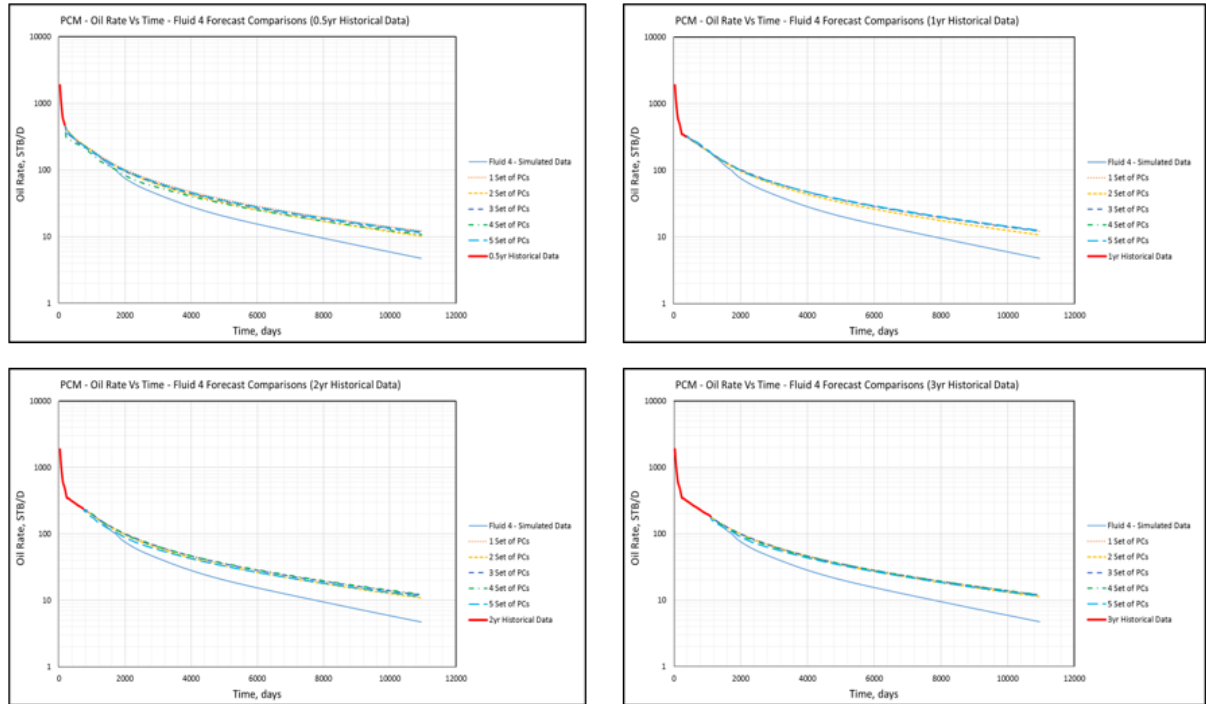 PCM - Oil Rate Vs Time - Fluid 4 Forecast Comparisons (0.5yr Historical Data)
10000
1000
100
10
1
Oil Rate, STB/D
0 2000 4000 6000 8000 10000 12000
Time, days
Fluid 4 - Simulated Data
1 Set of PCs
2 Set of PCs
3 Set of PCs
4 Set of PCs
5 Set of PCs
0.5yr Historical Data
PCM - Oil Rate Vs Time - Fluid 4 Forecast Comparisons (1yr Historical Data)
10000
1000
100
10
1
Oil Rate, STB/D
0 2000 4000 6000 8000 10000 12000
Time, days
Fluid 4 - Simulated Data
1 Set of PCs
2 Set of PCs
3 Set of PCs
4 Set of PCs
5 Set of PCs
1yr Historical Data
PCM - Oil Rate Vs Time - Fluid 4 Forecast Comparisons (2yr Historical Data)
10000
1000
100
10
1
Oil Rate, STB/D
0 2000 4000 6000 8000 10000 12000
Time, days
Fluid 4 - Simulated Data
1 Set of PCs
2 Set of PCs
3 Set of PCs
4 Set of PCs
5 Set of PCs
2yr Historical Data
PCM - Oil Rate Vs Time - Fluid 4 Forecast Comparisons (3yr Historical Data)
10000
1000
100
10
1
Oil Rate, STB/D
0 2000 4000 6000 8000 10000 12000
Time, days
Fluid 4 - Simulated Data
1 Set of PCs
2 Set of PCs
3 Set of PCs
4 Set of PCs
5 Set of PCs
3yr Historical Data